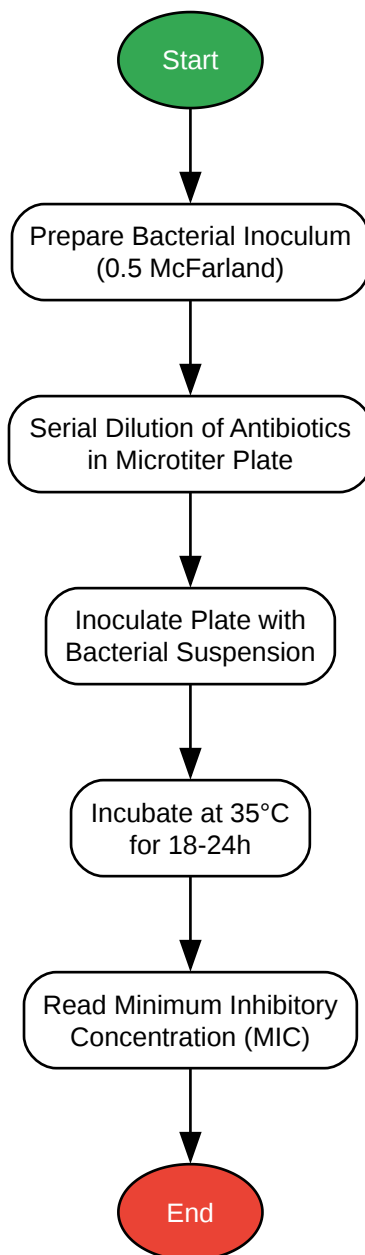 Start
Prepare Bacterial Inoculum
(0.5 McFarland)
Serial Dilution of Antibiotics
in Microtiter Plate
Inoculate Plate with
Bacterial Suspension
Incubate at 35°C
for 18-24h
Read Minimum Inhibitory
Concentration (MIC)
End